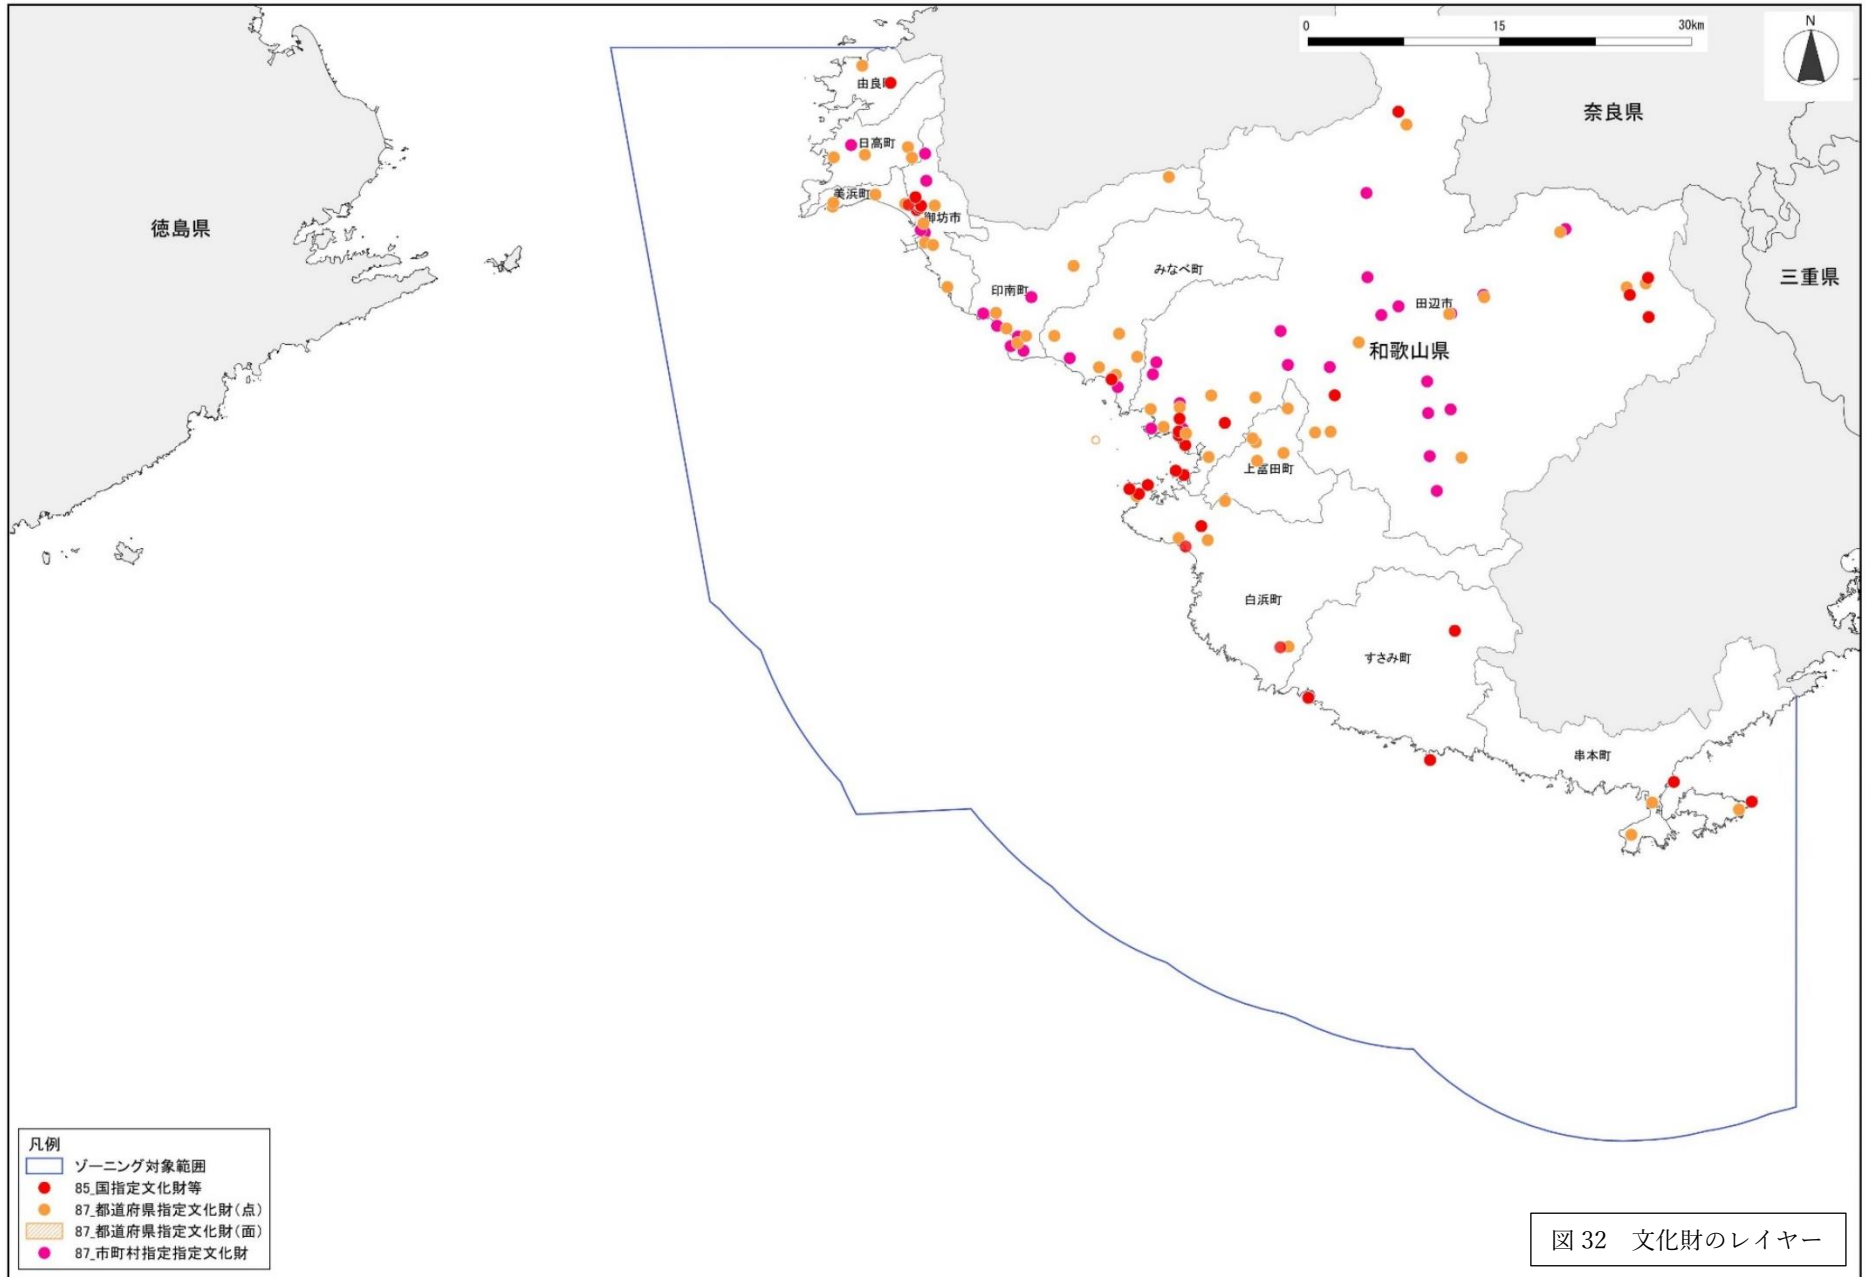 0 15 30km
N
奈良県
由良町
日高町
美浜町
御坊市
徳島県
みなべ町
三重県
印南町
田辺市
和歌山県
上富田町
白浜町
すさみ町
串本町
凡例
ゾーニング対象範囲
85_国指定文化財等
87_都道府県指定文化財(点)
87_都道府県指定文化財(面)
87_市町村指定指定文化財
図 32 文化財のレイヤー